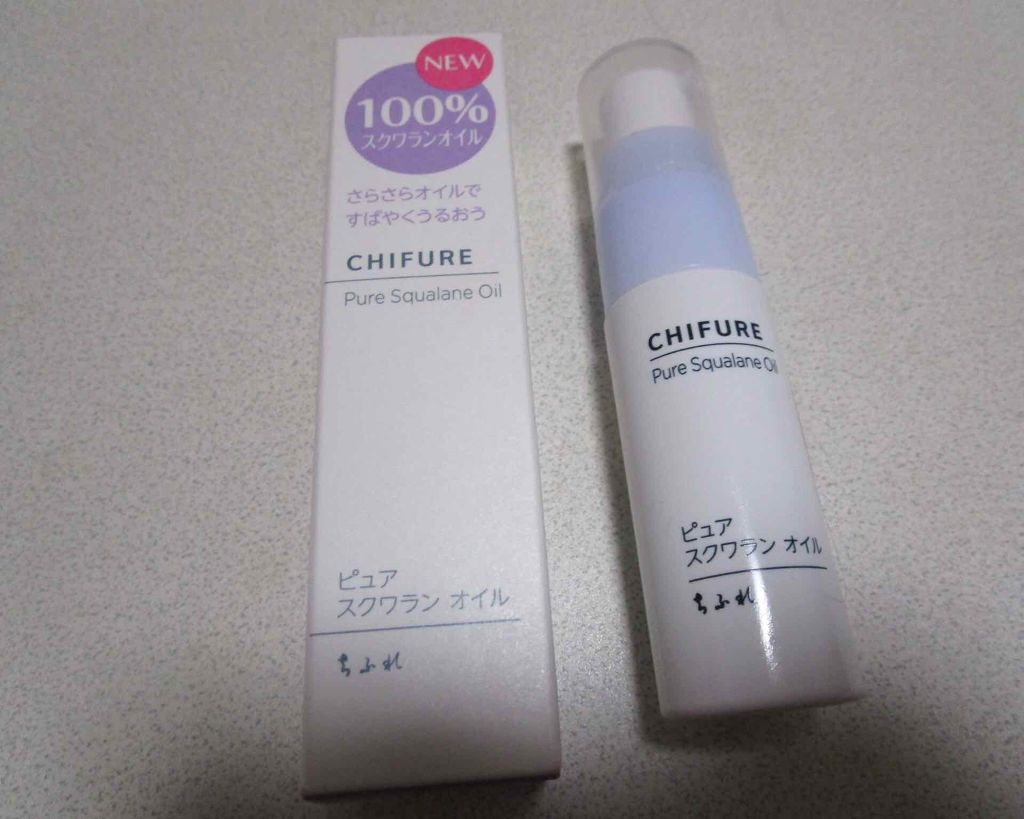 NEW
100%
スクワランオイル
さらさらオイルで
すばやくうるおう
CHIFURE
Pure Squalane Oil
ピュア
スクワラン オイル
ちふれ
CHIFURE
Pure Squalane Oil
ピュア
スクワラン オイル
ちふれ